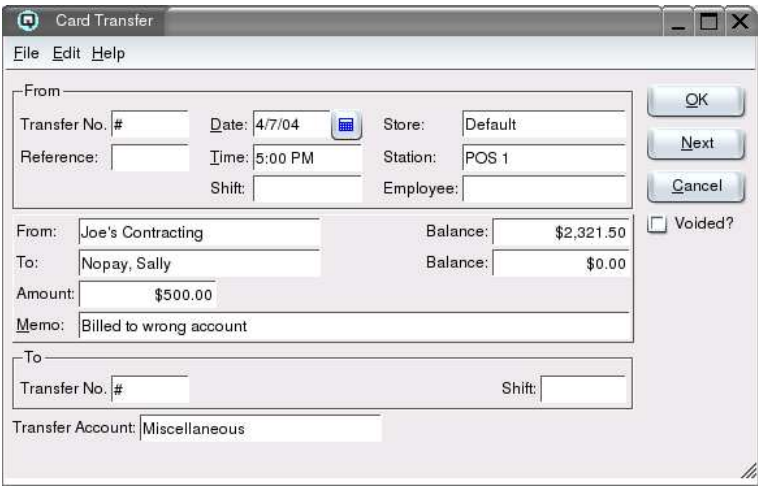 Card Transfer
File Edit Help
From
Transfer No. # Date: 4/7/04 Store: Default
Reference: Time: 5:00 PM Station: POS 1
Shift: Employee:
From: Joe's Contracting Balance: $2,321.50
To: Nopay, Sally Balance: $0.00
Amount: $500.00
Memo: Billed to wrong account
To
Transfer No. # Shift:
Transfer Account: Miscellaneous
OK
Next
Cancel
Voided?